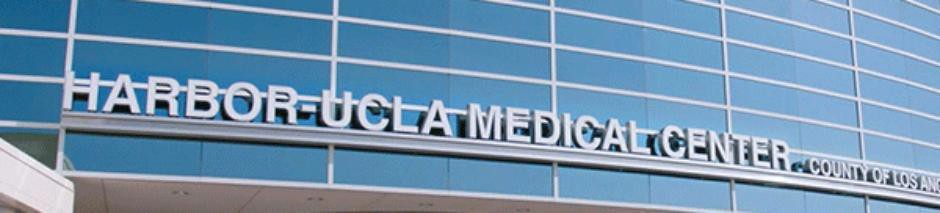 HARBOR-UCLA MEDICAL CENTER COUNTY OF LOS